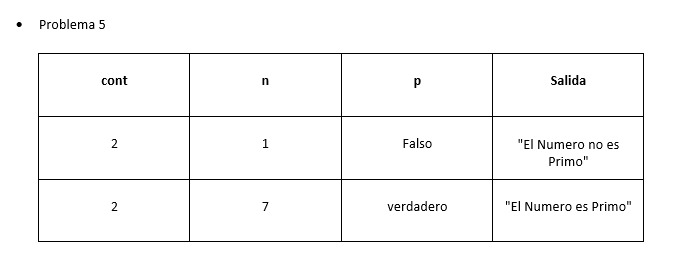 • Problema 5
cont n p Salida
2 1 Falso "El Numero no es
Primo"
2 7 verdadero "El Numero es Primo"